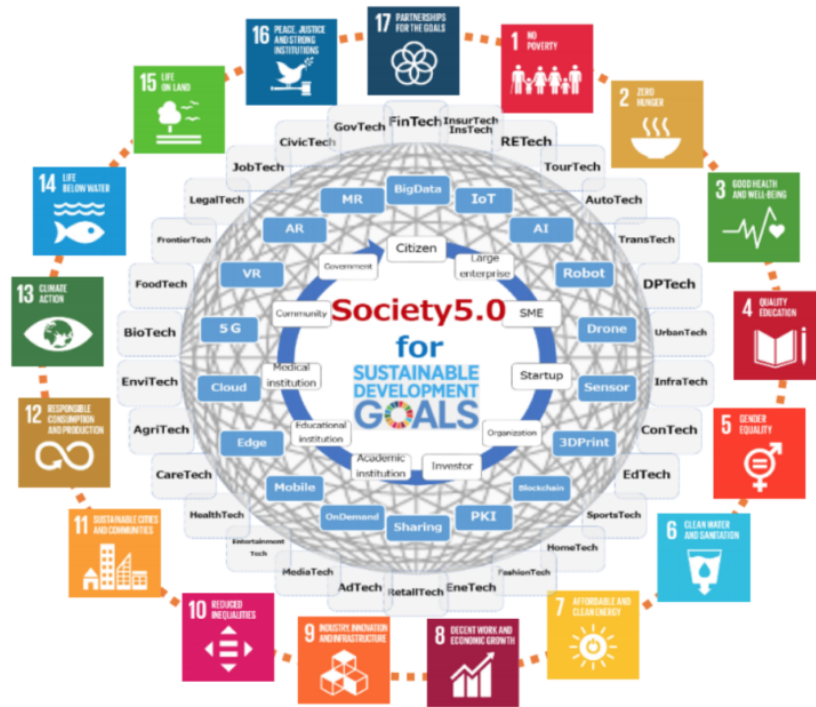 17 PARTNERSHIPS
FOR THE GOALS
1 NO
POVERTY
2 ZERO
HUNGER
3 GOOD HEALTH
AND WELL-BEING
4 QUALITY
EDUCATION
5 GENDER
EQUALITY
6 CLEAN WATER
AND SANITATION
7 AFFORDABLE AND
CLEAN ENERGY
8 DECENT WORK AND
ECONOMIC GROWTH
9 INDUSTRY, INNOVATION
AND INFRASTRUCTURE
10 REDUCED
INEQUALITIES
11 SUSTAINABLE CITIES
AND COMMUNITIES
12 RESPONSIBLE
CONSUMPTION
AND PRODUCTION
13 CLIMATE
ACTION
14 LIFE
BELOW WATER
15 LIFE
ON LAND
16 PEACE, JUSTICE
AND STRONG
INSTITUTIONS
FinTech
InsurTech
InsTech
RETech
TourTech
AutoTech
TransTech
DPTech
UrbanTech
InfraTech
ConTech
EdTech
SportsTech
HomeTech
FashionTech
EneTech
RetailTech
AdTech
MediaTech
Entertainment
Tech
HealthTech
CareTech
AgriTech
EnviTech
BioTech
FoodTech
FrontierTech
LegalTech
JobTech
CivicTech
GovTech
BigData
IoT
AI
Robot
Drone
Sensor
3DPrint
Blockchain
PKI
Sharing
OnDemand
Mobile
Edge
Cloud
5G
VR
AR
MR
Citizen
Large
enterprise
SME
Startup
Organization
Investor
Academic
institution
Educational
institution
Medical
institution
Community
Government
Society5.0
for
SUSTAINABLE
DEVELOPMENT
GOALS